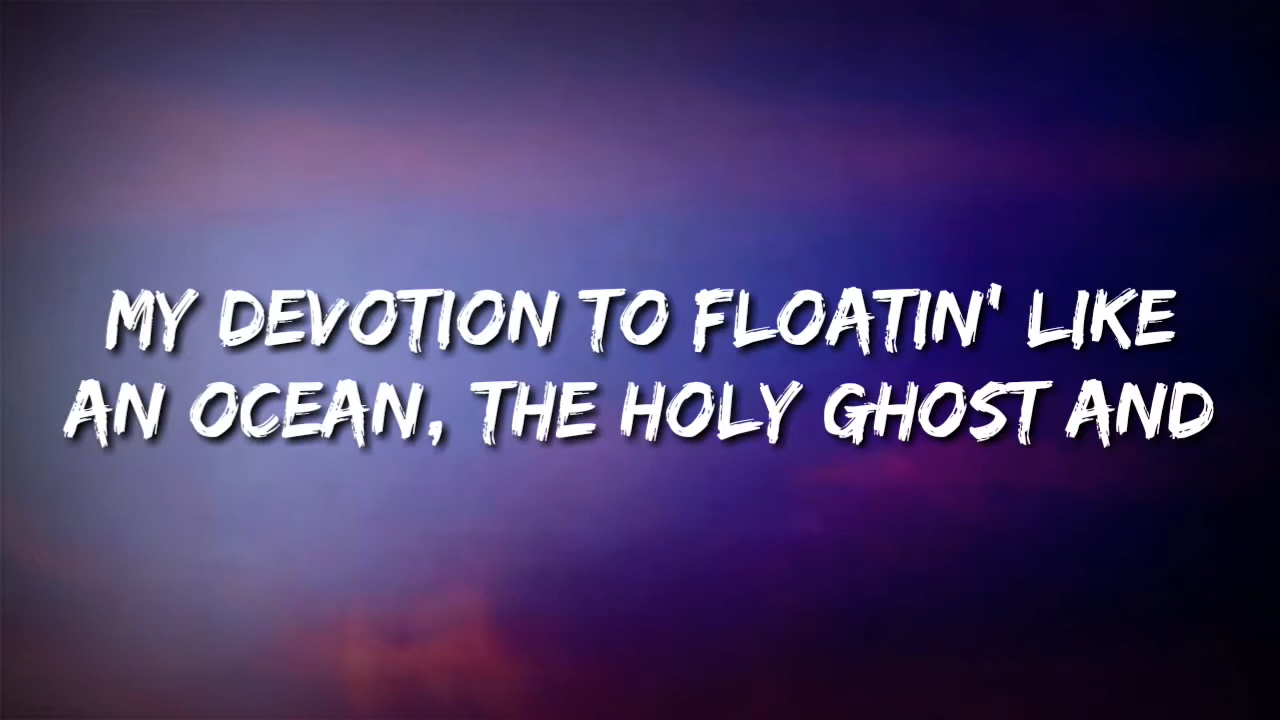 MY DEVOTION TO FLOATIN' LIKE
AN OCEAN, THE HOLY GHOST AND